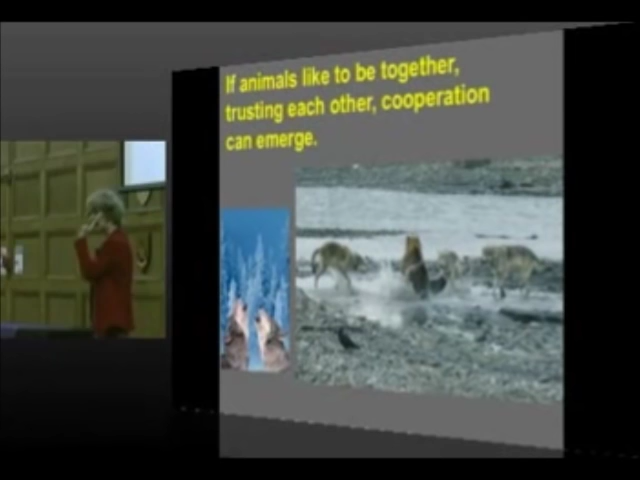 If animals like to be together,
trusting each other, cooperation
can emerge.